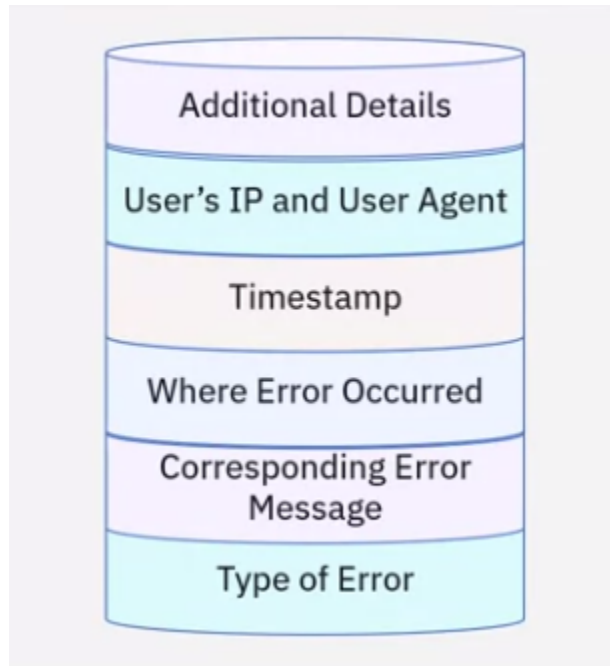 Additional Details
User’s IP and User Agent
Timestamp
Where Error Occurred
Corresponding Error
Message
Type of Error